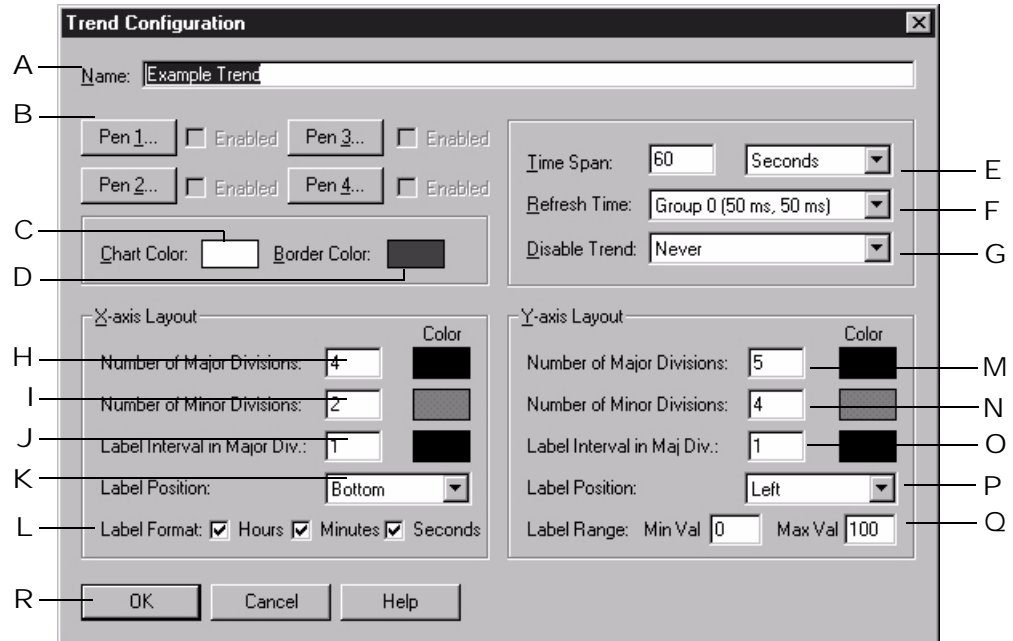 Trend Configuration
A
Name: Example Trend
B
Pen 1... Enabled Pen 3... Enabled
Pen 2... Enabled Pen 4... Enabled
Time Span: 60 Seconds
E
Refresh Time: Group 0 (50 ms, 50 ms)
F
Disable Trend: Never
G
C
Chart Color: Border Color:
D
X-axis Layout
Color
H
Number of Major Divisions: 4
I
Number of Minor Divisions: 2
J
Label Interval in Major Div.: 1
K
Label Position: Bottom
L
Label Format: Hours Minutes Seconds
Y-axis Layout
Color
Number of Major Divisions: 5
M
Number of Minor Divisions: 4
N
Label Interval in Maj Div.: 1
O
Label Position: Left
P
Label Range: Min Val 0 Max Val 100
Q
R
OK Cancel Help